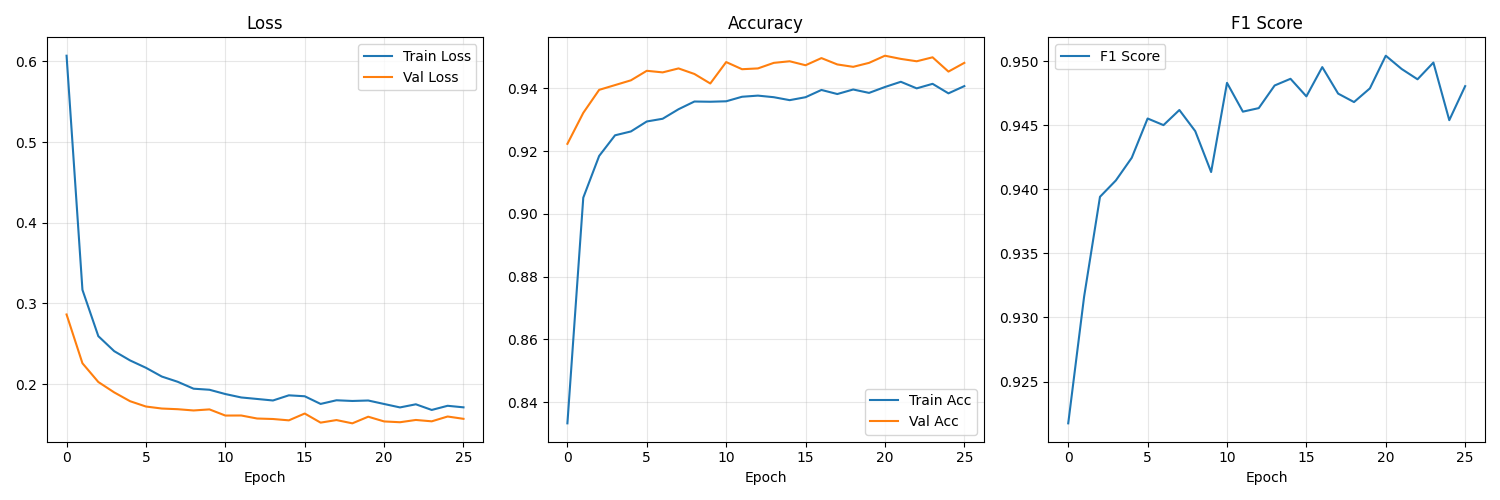 Loss
Train Loss
Val Loss
0.6
0.5
0.4
0.3
0.2
0 5 10 15 20 25
Epoch
Accuracy
0.94
0.92
0.90
0.88
0.86
0.84
Train Acc
Val Acc
0 5 10 15 20 25
Epoch
F1 Score
F1 Score
0.950
0.945
0.940
0.935
0.930
0.925
0 5 10 15 20 25
Epoch